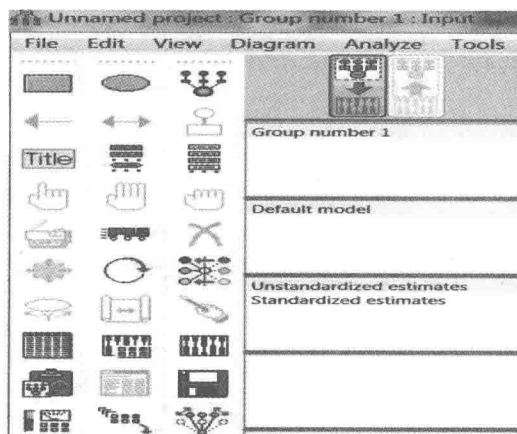 Unnamed project : Group number 1 : Input
File Edit View Diagram Analyze Tools
Title
Group number 1
Default model
Unstandardized estimates
Standardized estimates